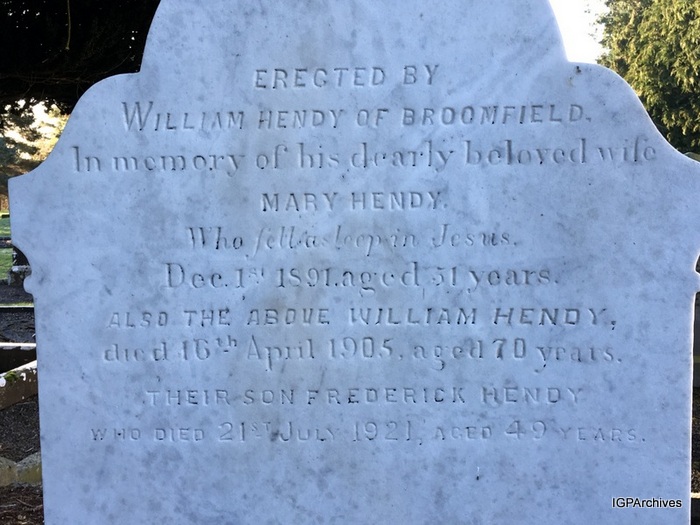 ERECTED BY
WILLIAM HENDY OF BROOMFIELD.
In memory of his dearly beloved wife
MARY HENDY.
Who fell asleep in Jesus.
Dec. 1st 1891. aged 51 years.
ALSO THE ABOVE WILLIAM HENDY,
died 16th April 1905, aged 70 years.
THEIR SON FREDERICK HENDY
WHO DIED 21ST JULY 1921, AGED 49 YEARS.
IGPArchives